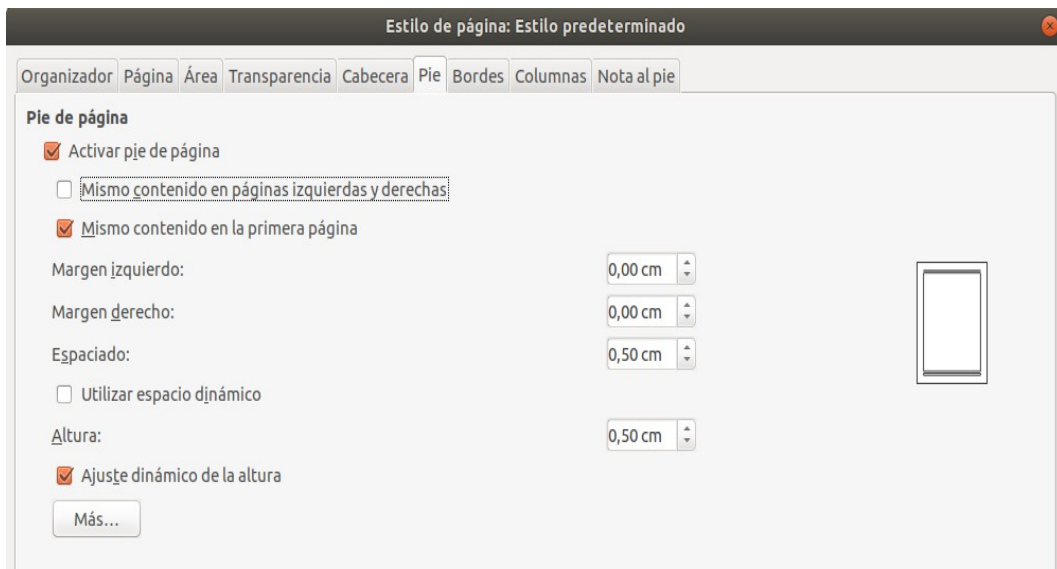 Estilo de página: Estilo predeterminado
Organizador Página Área Transparencia Cabecera Pie Bordes Columnas Nota al pie
Pie de página
Activar pie de página
Mismo contenido en páginas izquierdas y derechas
Mismo contenido en la primera página
Margen izquierdo: 0,00 cm
Margen derecho: 0,00 cm
Espaciado: 0,50 cm
Utilizar espacio dinámico
Altura: 0,50 cm
Ajuste dinámico de la altura
Más...